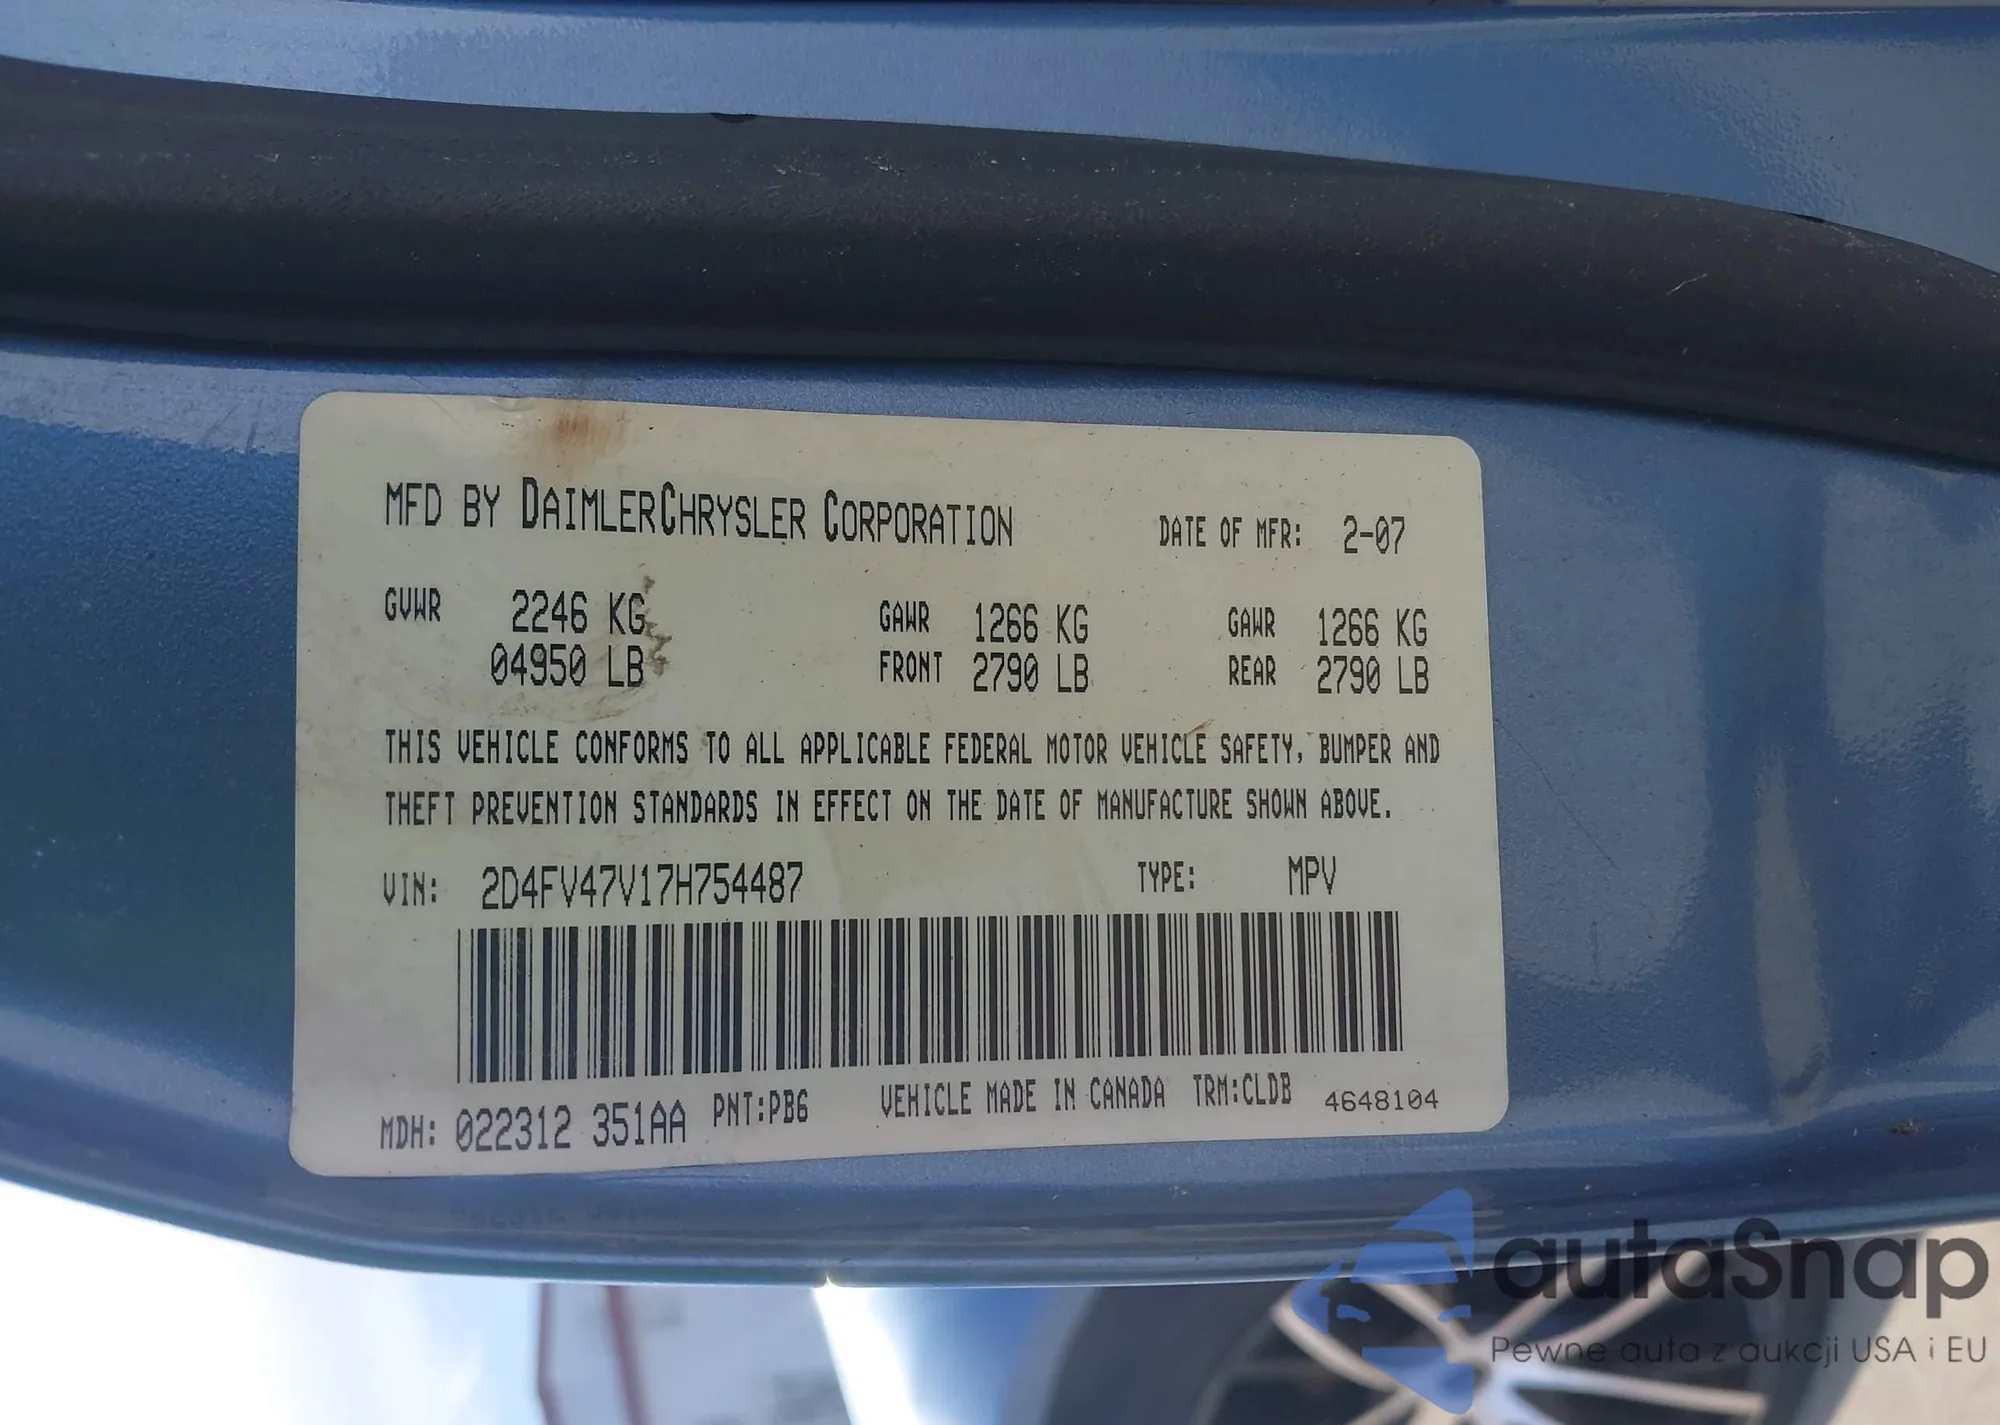 MFD BY DAIMLERCHRYSLER CORPORATION DATE OF MFR: 2-07
GVWR 2246 KG GAWR 1266 KG GAWR 1266 KG
04950 LB FRONT 2790 LB REAR 2790 LB
THIS VEHICLE CONFORMS TO ALL APPLICABLE FEDERAL MOTOR VEHICLE SAFETY, BUMPER AND
THEFT PREVENTION STANDARDS IN EFFECT ON THE DATE OF MANUFACTURE SHOWN ABOVE.
VIN: 2D4FV47V17H754487 TYPE: MPV
MDH: 022312 351AA PNT:PB6 VEHICLE MADE IN CANADA TRM:CLDB 4648104
autaSnap
Pewne auta z aukcji USA i EU